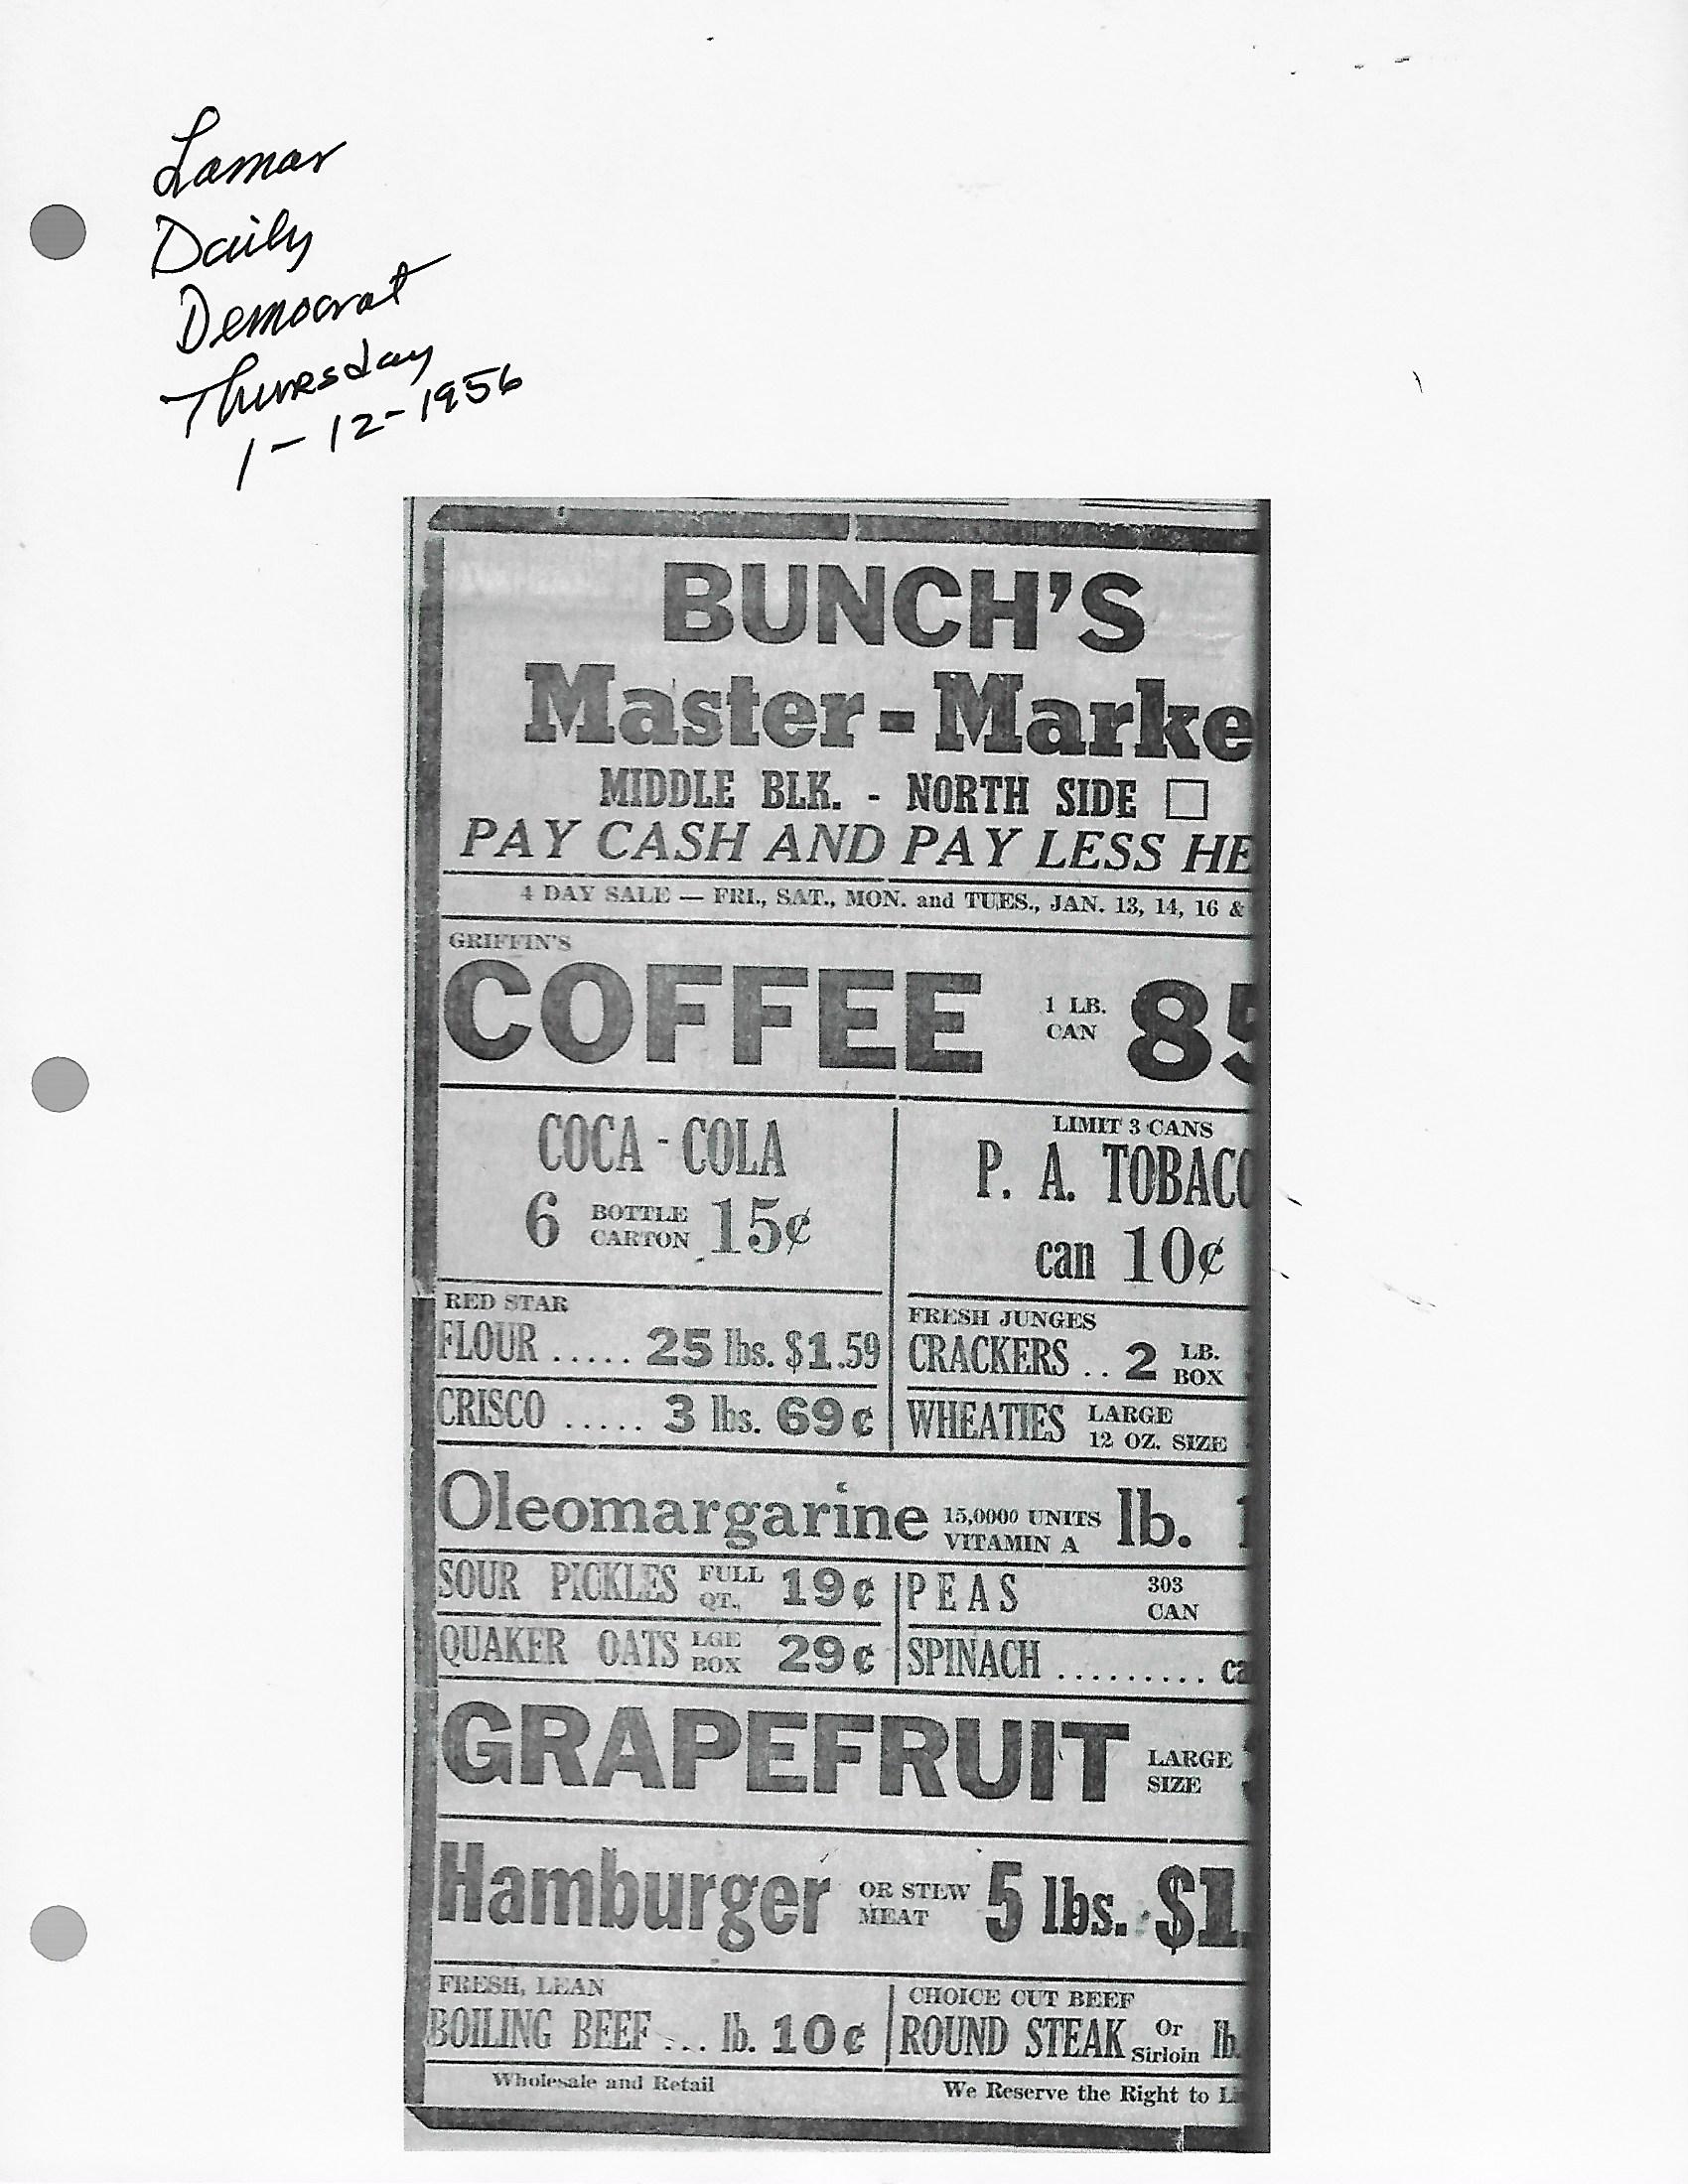 Lamar
Daily
Democrat
Thursday
1-12-1956
BUNCH'S
Master-Marke
MIDDLE BLK. - NORTH SIDE □
PAY CASH AND PAY LESS HE
4 DAY SALE — FRI., SAT., MON. and TUES., JAN. 13, 14, 16 &
GRIFFIN'S
COFFEE 1 LB. CAN 85
COCA-COLA
6 BOTTLE CARTON 15¢
LIMIT 3 CANS
P. A. TOBACC
can 10¢
RED STAR
FLOUR ..... 25 lbs. $1.59
CRISCO ..... 3 lbs. 69¢
FRESH JUNGES
CRACKERS .. 2 LB. BOX
WHEATIES LARGE 12 OZ. SIZE
Oleomargarine 15,0000 UNITS VITAMIN A lb. 1
SOUR PICKLES FULL QT., 19¢
QUAKER OATS LGE BOX 29¢
PEAS 303 CAN
SPINACH ......... ca
GRAPEFRUIT LARGE SIZE
Hamburger OR STEW MEAT 5 lbs. $1.
FRESH, LEAN
BOILING BEEF ... lb. 10¢
CHOICE CUT BEEF
ROUND STEAK Or Sirloin lb.
Wholesale and Retail
We Reserve the Right to Li